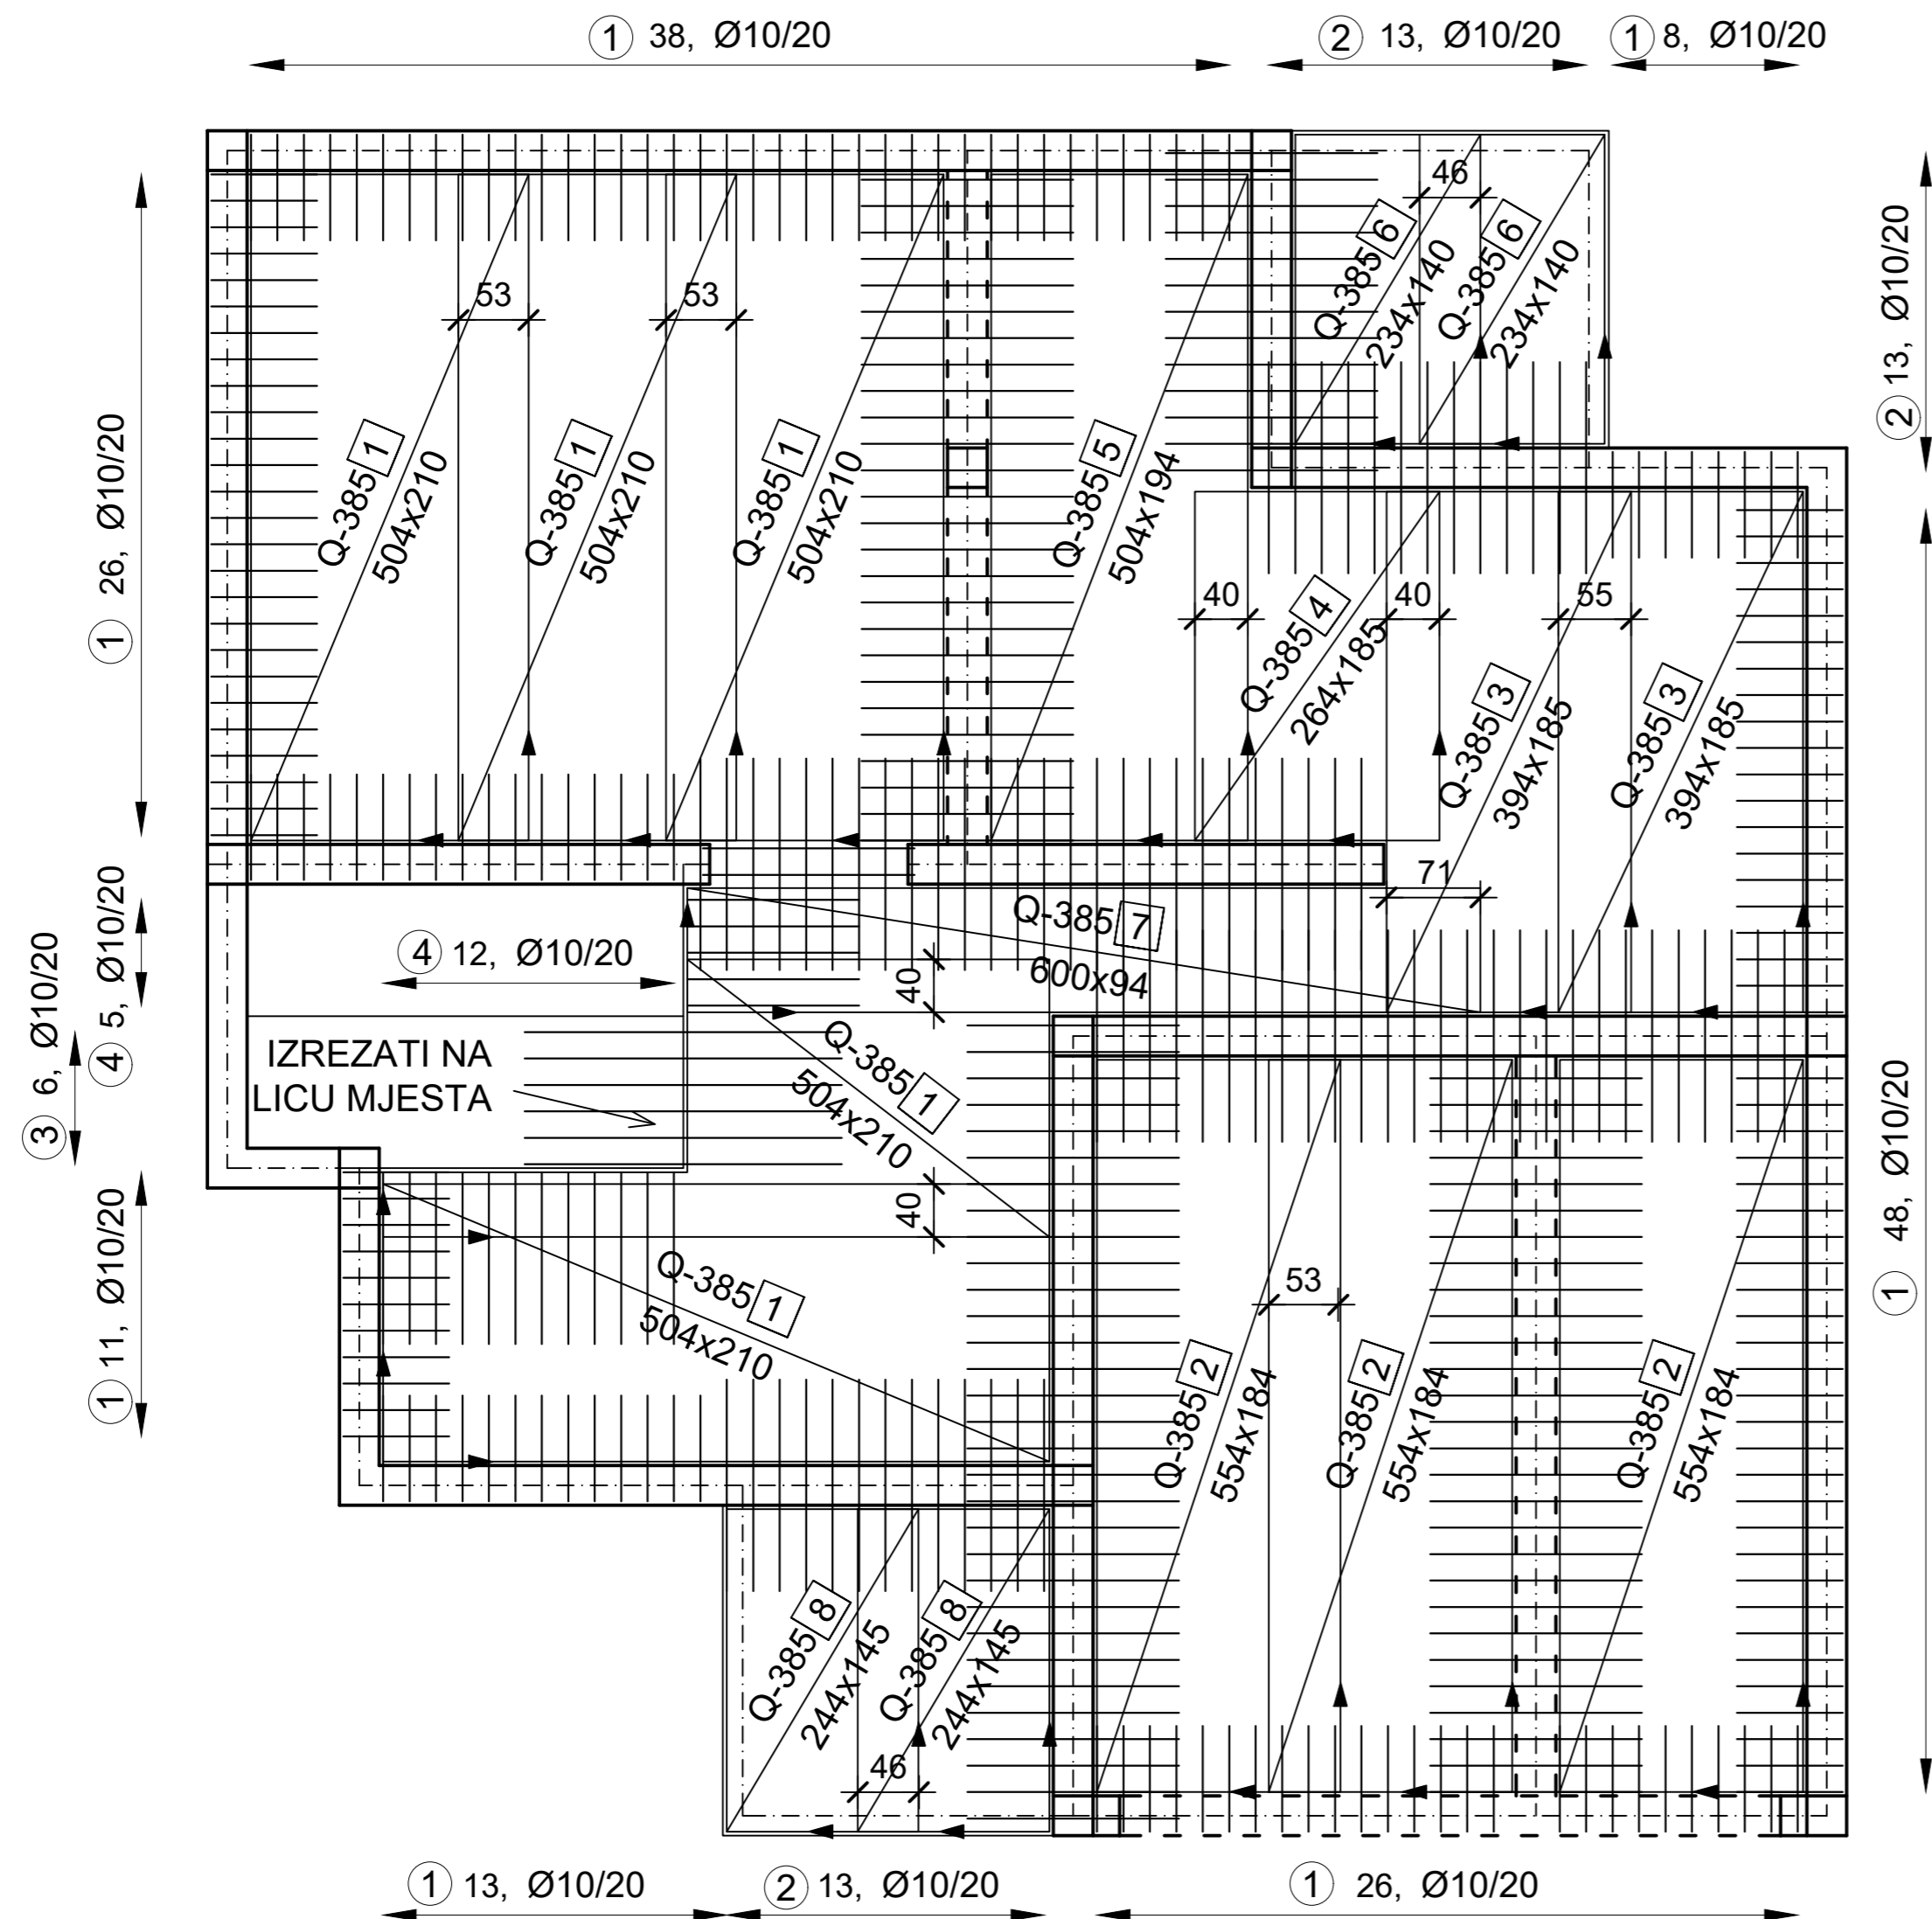 ① 38, Ø10/20
② 13, Ø10/20
① 8, Ø10/20
46
Q-385 6
234x140
Q-385 6
234x140
② 13, Ø10/20
53
53
① 26, Ø10/20
Q-385 1
504x210
Q-385 1
504x210
Q-385 1
504x210
Q-385 5
504x194
40
40
55
Q-385 4
264x185
Q-385 3
394x185
Q-385 3
394x185
71
④ 5, Ø10/20
③ 6, Ø10/20
④ 12, Ø10/20
Q-385 7
600x94
40
IZREZATI NA
LICU MJESTA
Q-385 1
504x210
① 48, Ø10/20
① 11, Ø10/20
40
Q-385 1
504x210
53
Q-385 2
554x184
Q-385 2
554x184
Q-385 2
554x184
Q-385 8
244x145
Q-385 8
244x145
46
① 13, Ø10/20
② 13, Ø10/20
① 26, Ø10/20